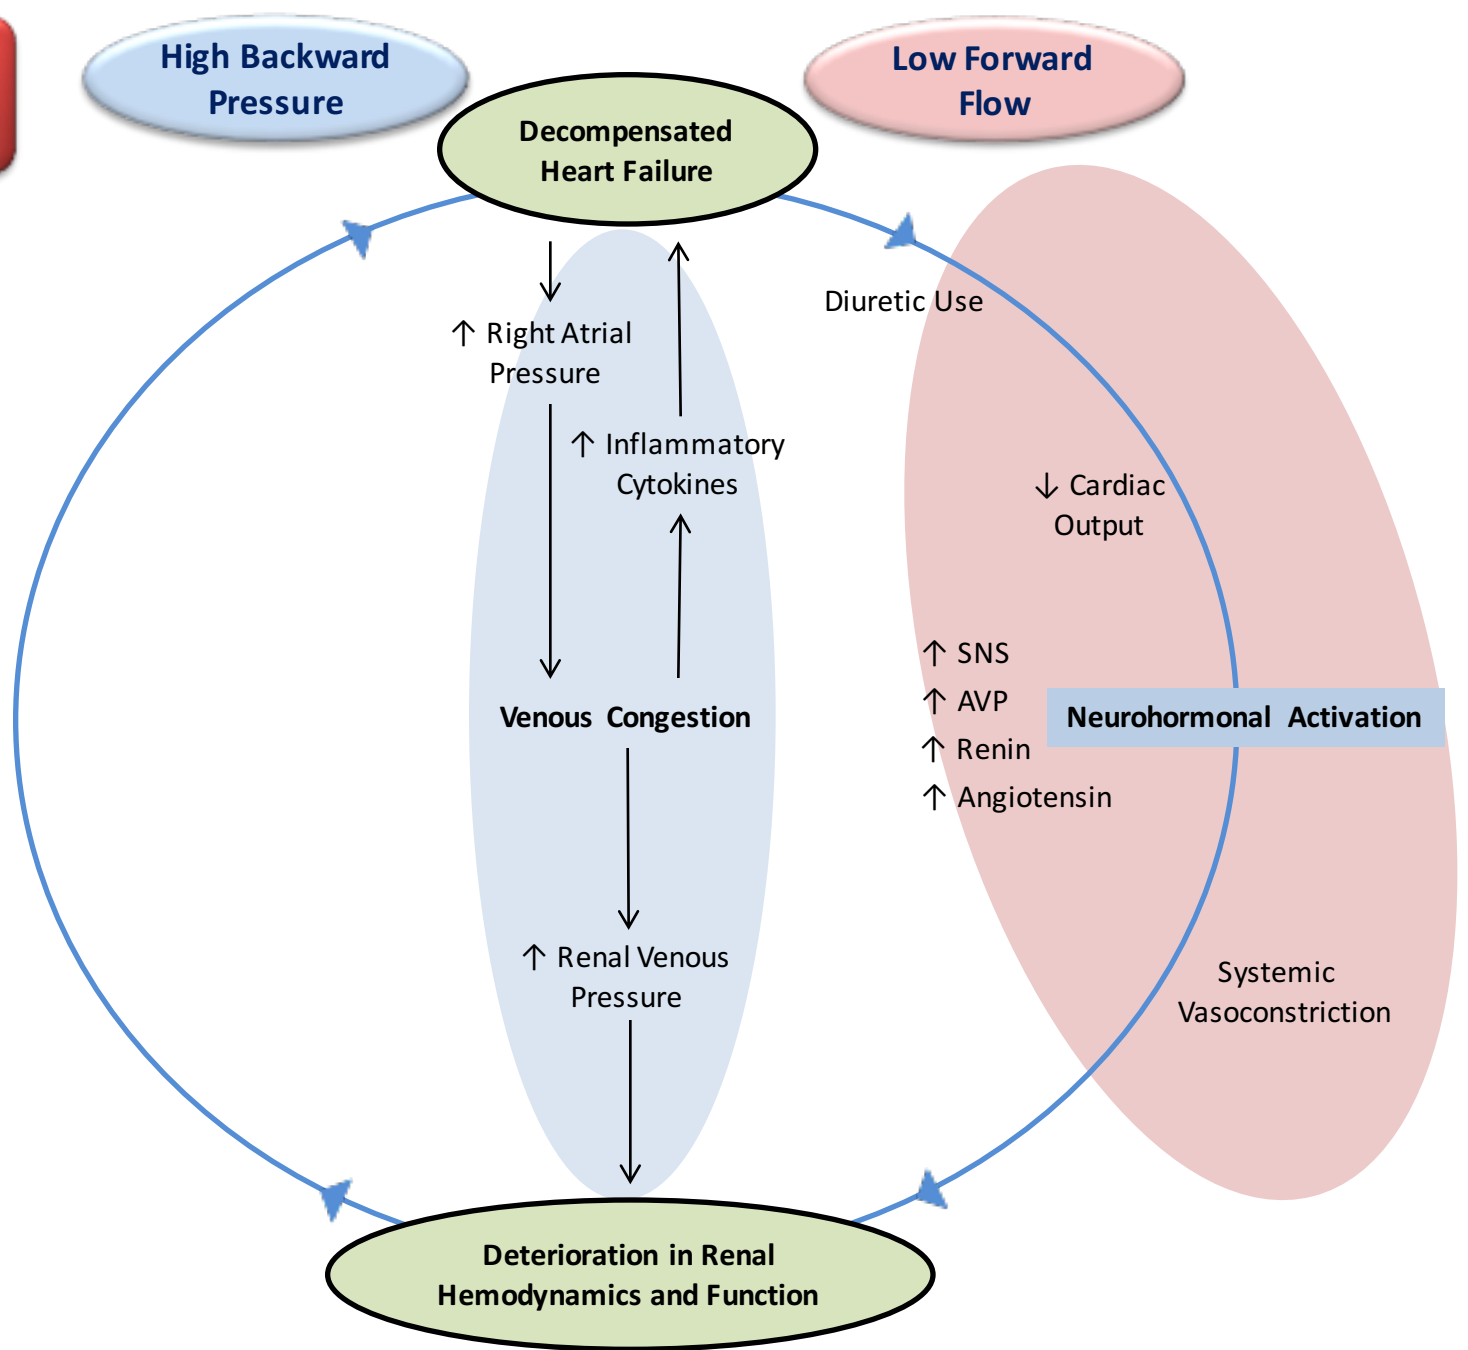 High Backward
Pressure
Low Forward
Flow
Decompensated
Heart Failure
Diuretic Use
↑ Right Atrial
Pressure
↑ Inflammatory
Cytokines
↓ Cardiac
Output
↑ SNS
↑ AVP
↑ Renin
↑ Angiotensin
Venous Congestion
Neurohormonal Activation
↑ Renal Venous
Pressure
Systemic
Vasoconstriction
Deterioration in Renal
Hemodynamics and Function